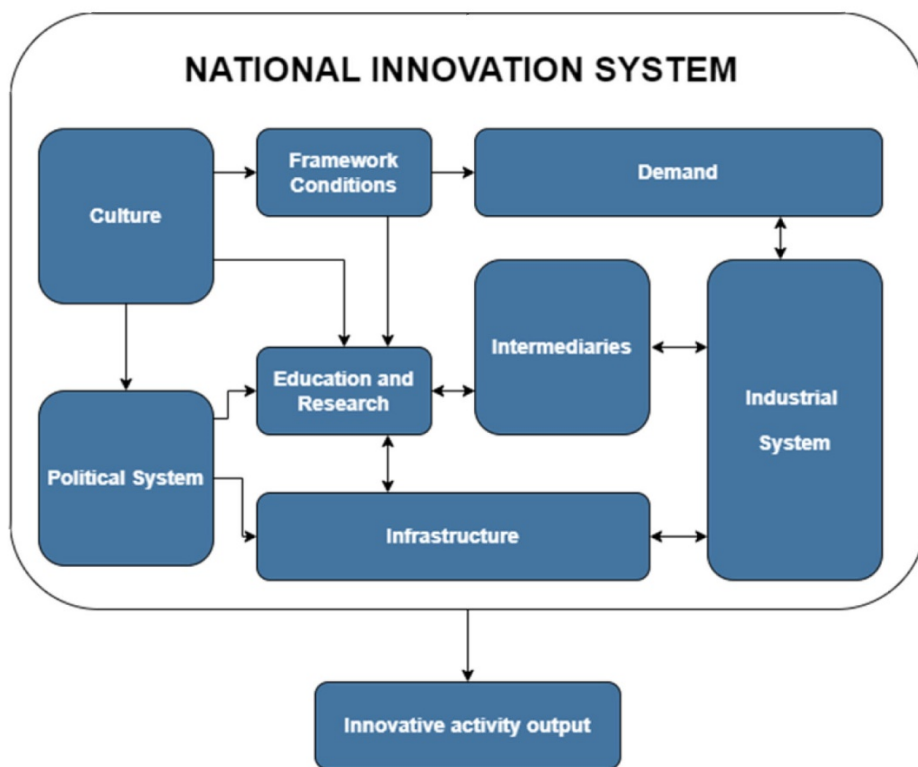 NATIONAL INNOVATION SYSTEM
Culture
Framework
Conditions
Demand
Intermediaries
Industrial
System
Education and
Research
Political System
Infrastructure
Innovative activity output